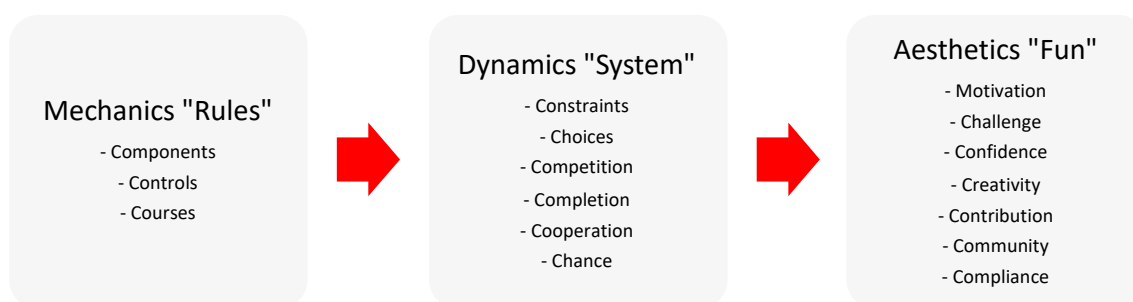 Mechanics "Rules"
- Components
- Controls
- Courses
Dynamics "System"
- Constraints
- Choices
- Competition
- Completion
- Cooperation
- Chance
Aesthetics "Fun"
- Motivation
- Challenge
- Confidence
- Creativity
- Contribution
- Community
- Compliance